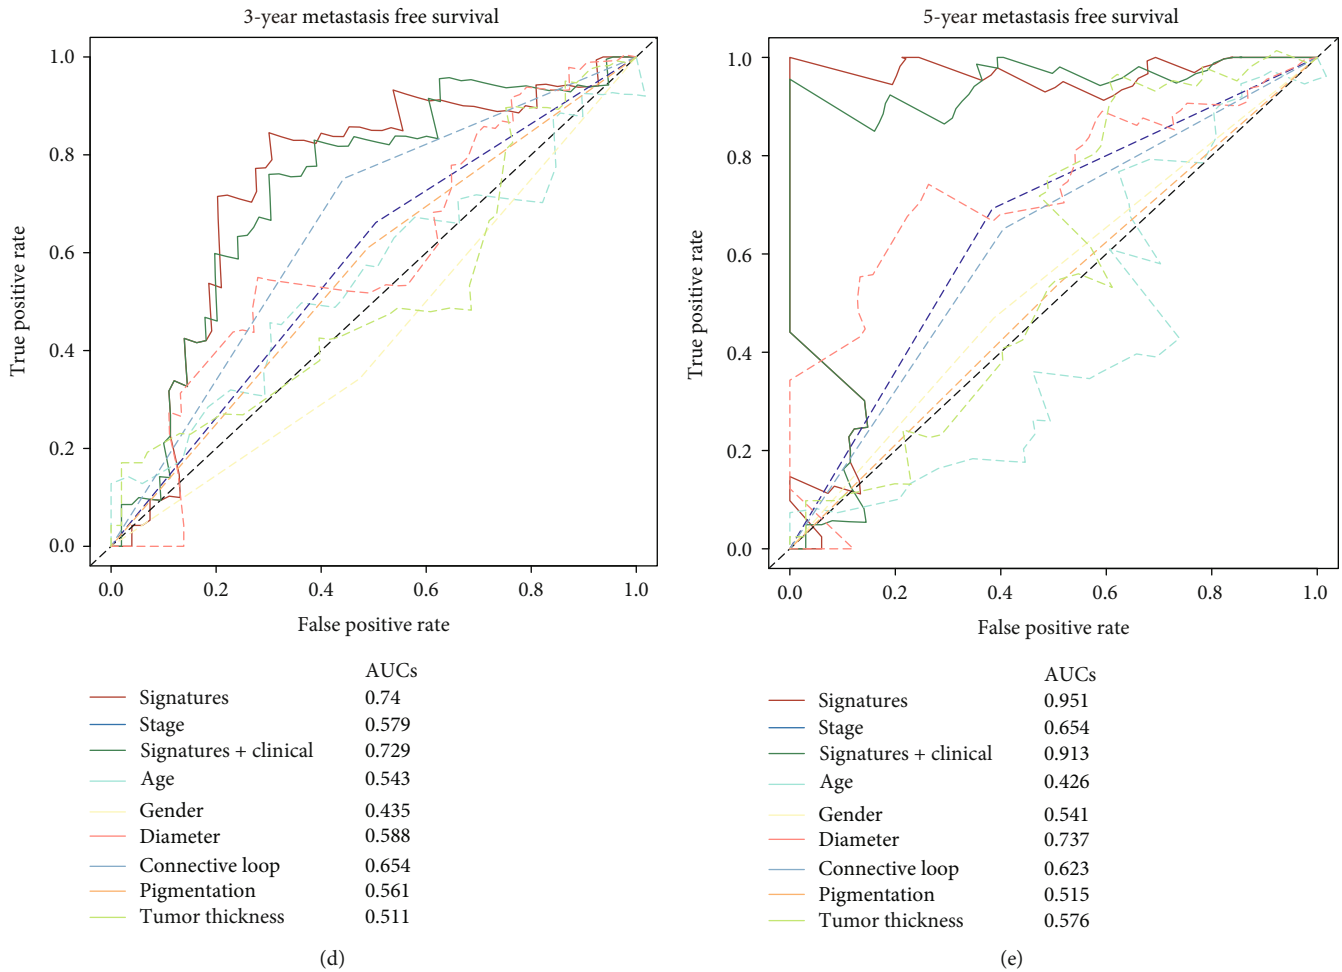 3-year metastasis free survival
True positive rate
1.0
0.8
0.6
0.4
0.2
0.0
0.0 0.2 0.4 0.6 0.8 1.0
False positive rate
AUCs
Signatures 0.74
Stage 0.579
Signatures + clinical 0.729
Age 0.543
Gender 0.435
Diameter 0.588
Connective loop 0.654
Pigmentation 0.561
Tumor thickness 0.511
(d)
5-year metastasis free survival
True positive rate
1.0
0.8
0.6
0.4
0.2
0.0
0.0 0.2 0.4 0.6 0.8 1.0
False positive rate
AUCs
Signatures 0.951
Stage 0.654
Signatures + clinical 0.913
Age 0.426
Gender 0.541
Diameter 0.737
Connective loop 0.623
Pigmentation 0.515
Tumor thickness 0.576
(e)